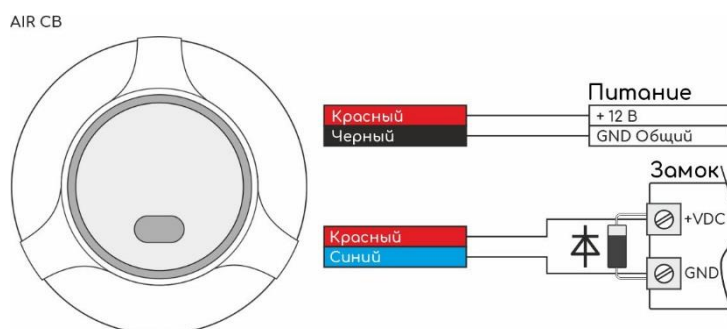 AIR CB
Питание
Красный
+ 12 В
Черный
GND Общий
Замок
+VDC
Красный
Синий
GND